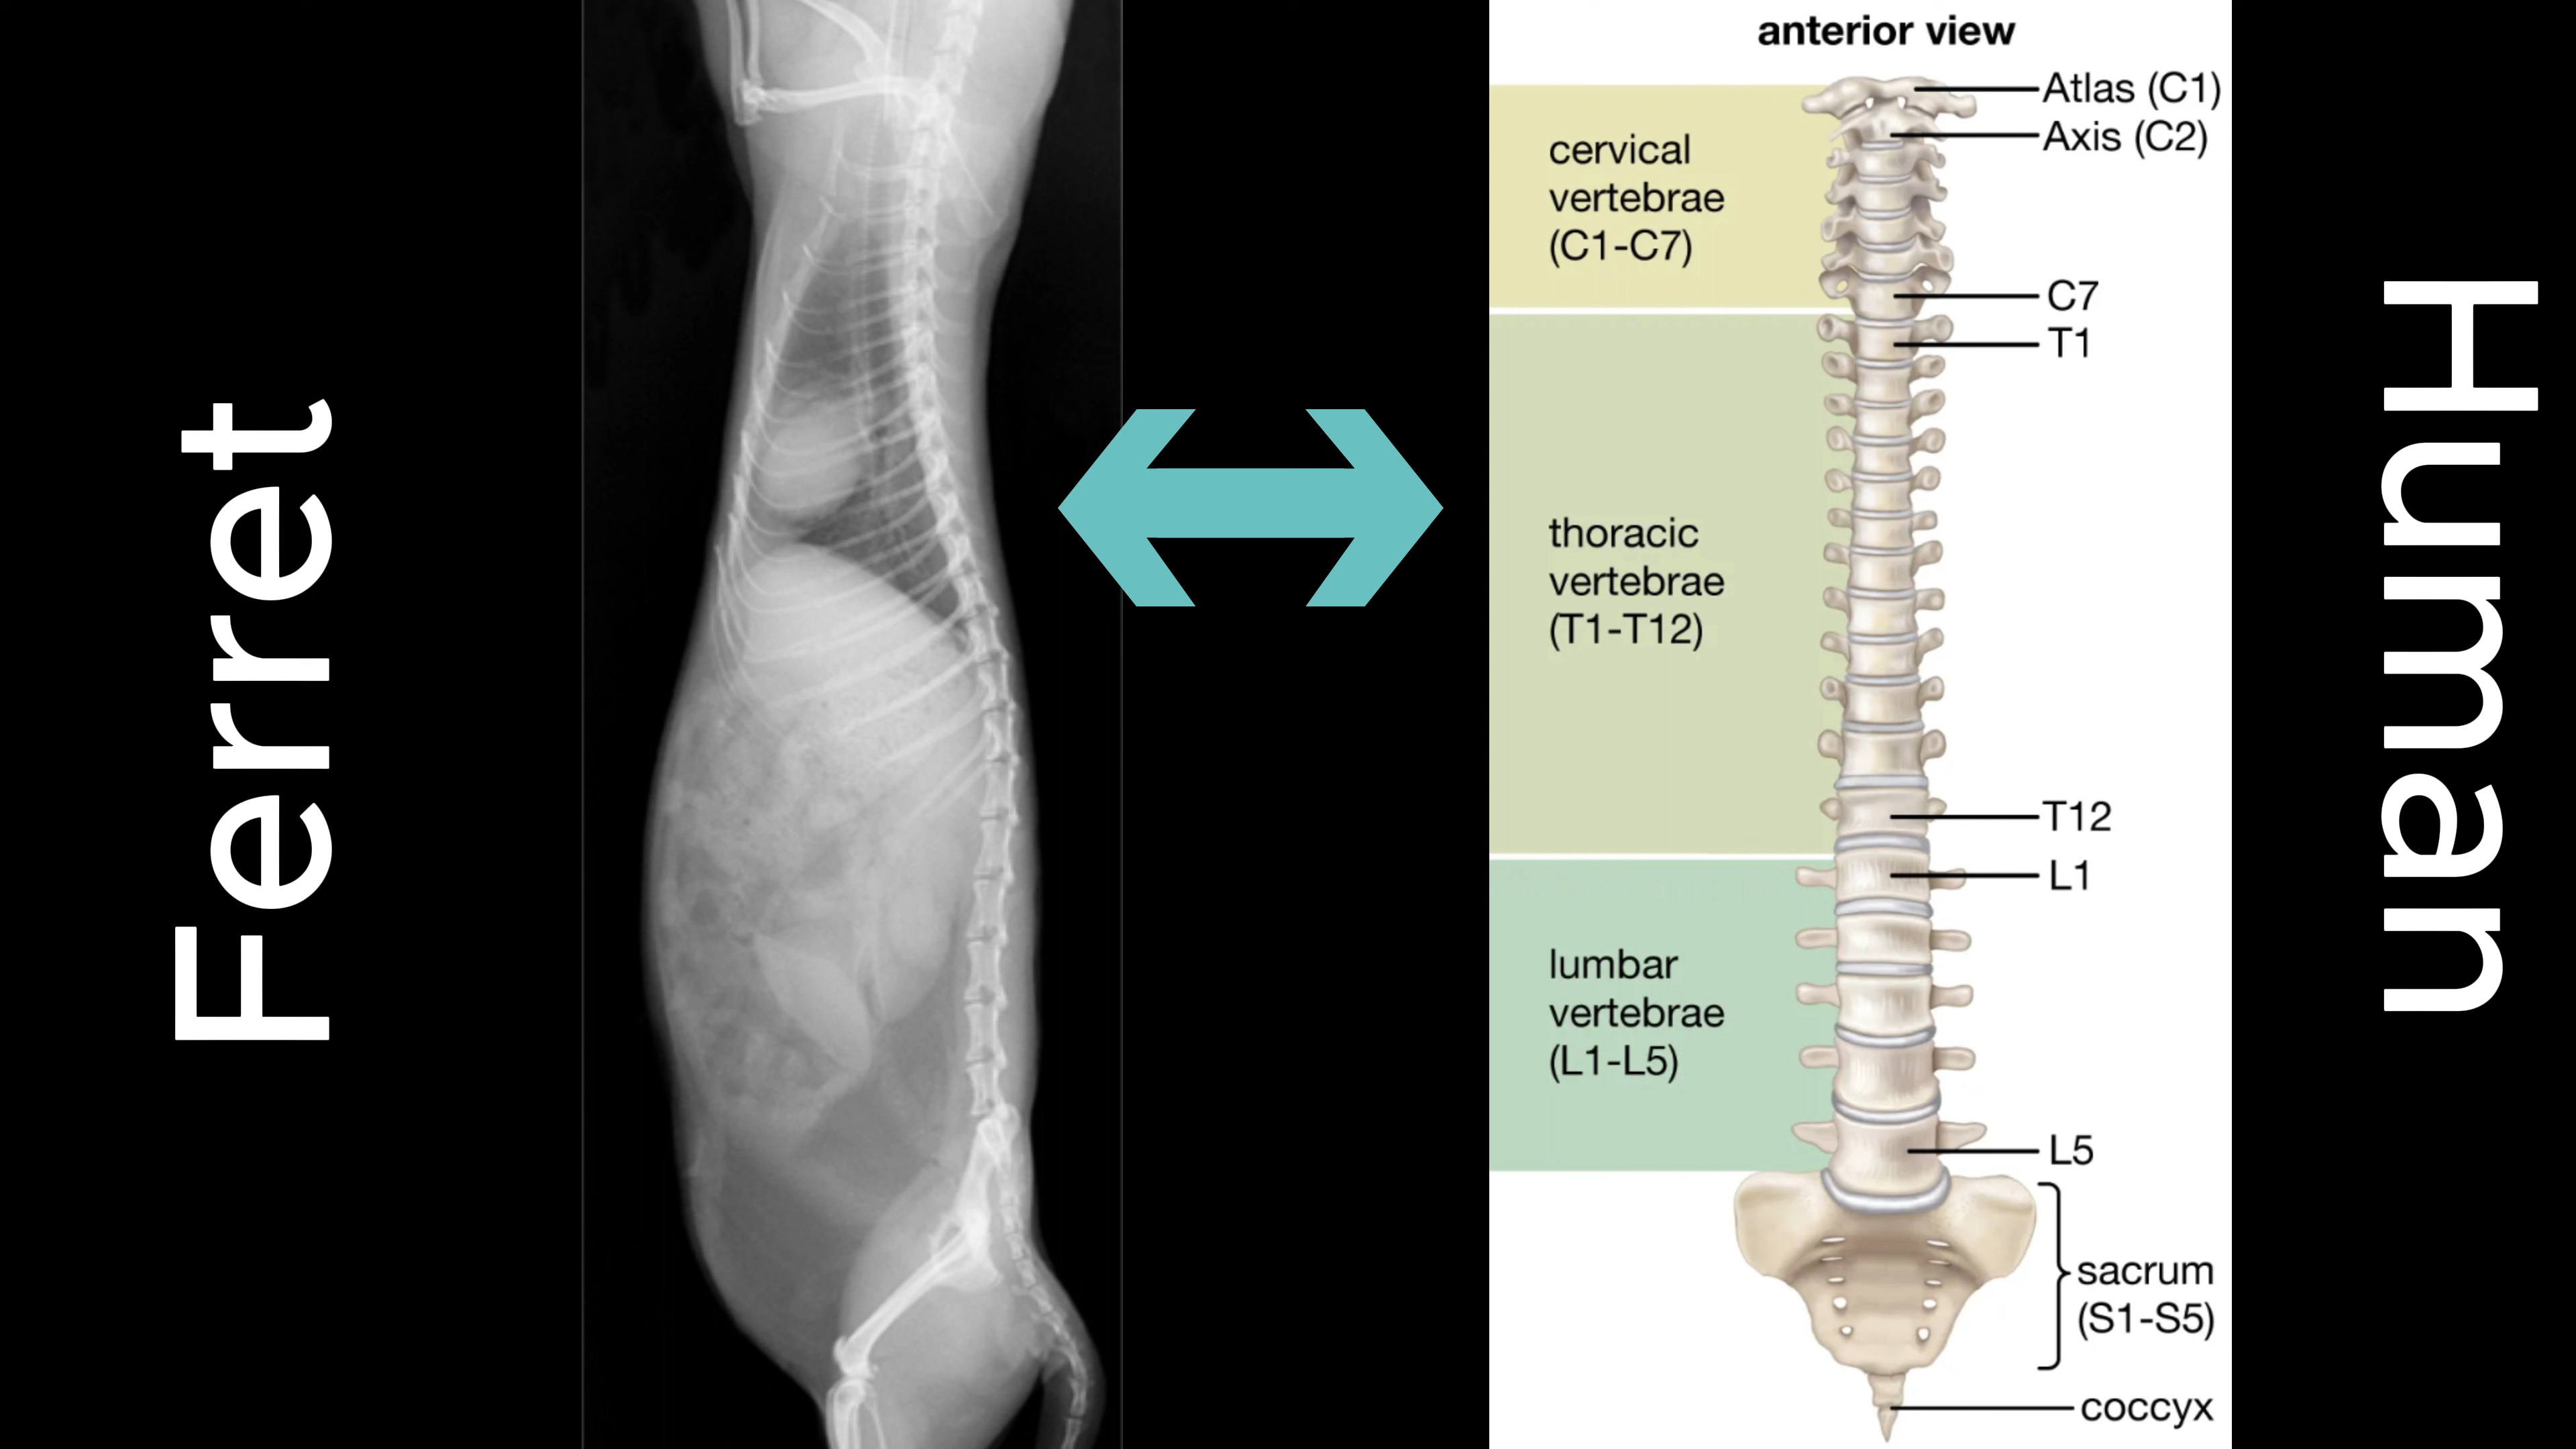 Ferret
anterior view
Atlas (C1)
Axis (C2)
cervical
vertebrae
(C1-C7)
C7
T1
thoracic
vertebrae
(T1-T12)
T12
L1
lumbar
vertebrae
(L1-L5)
L5
sacrum
(S1-S5)
coccyx
Human